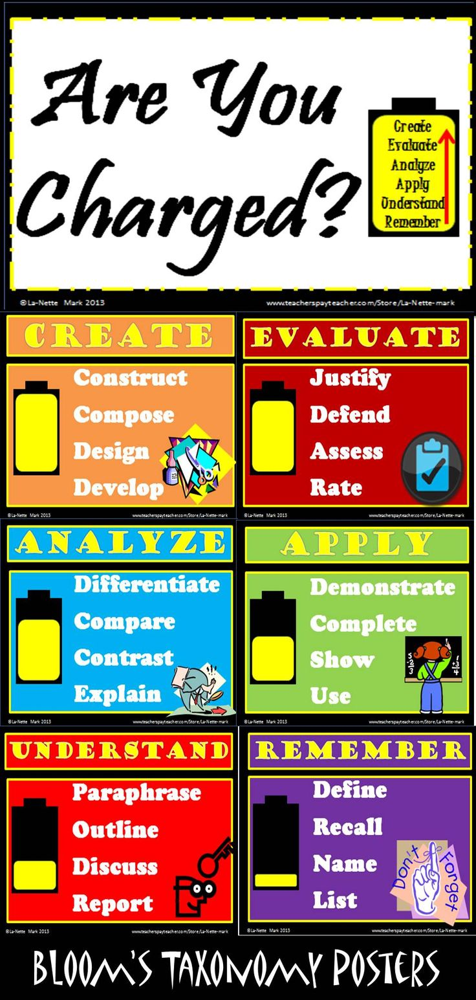 Are You
Charged?
Create
Evaluate
Analyze
Apply
Understand
Remember
©La-Nette Mark 2013
www.teacherspayteacher.com/Store/La-Nette-mark
CREATE
Construct
Compose
Design
Develop
©La-Nette Mark 2013
www.teacherspayteacher.com/Store/La-Nette-mark
EVALUATE
Justify
Defend
Assess
Rate
©La-Nette Mark 2013
www.teacherspayteacher.com/Store/La-Nette-mark
ANALYZE
Differentiate
Compare
Contrast
Explain
©La-Nette Mark 2013
www.teacherspayteacher.com/Store/La-Nette-mark
APPLY
Demonstrate
Complete
Show
Use
©La-Nette Mark 2013
www.teacherspayteacher.com/Store/La-Nette-mark
UNDERSTAND
Paraphrase
Outline
Discuss
Report
©La-Nette Mark 2013
www.teacherspayteacher.com/Store/La-Nette-mark
REMEMBER
Define
Recall
Name
List
Don't Forget
©La-Nette Mark 2013
www.teacherspayteacher.com/Store/La-Nette-mark
BLOOM'S TAXONOMY POSTERS